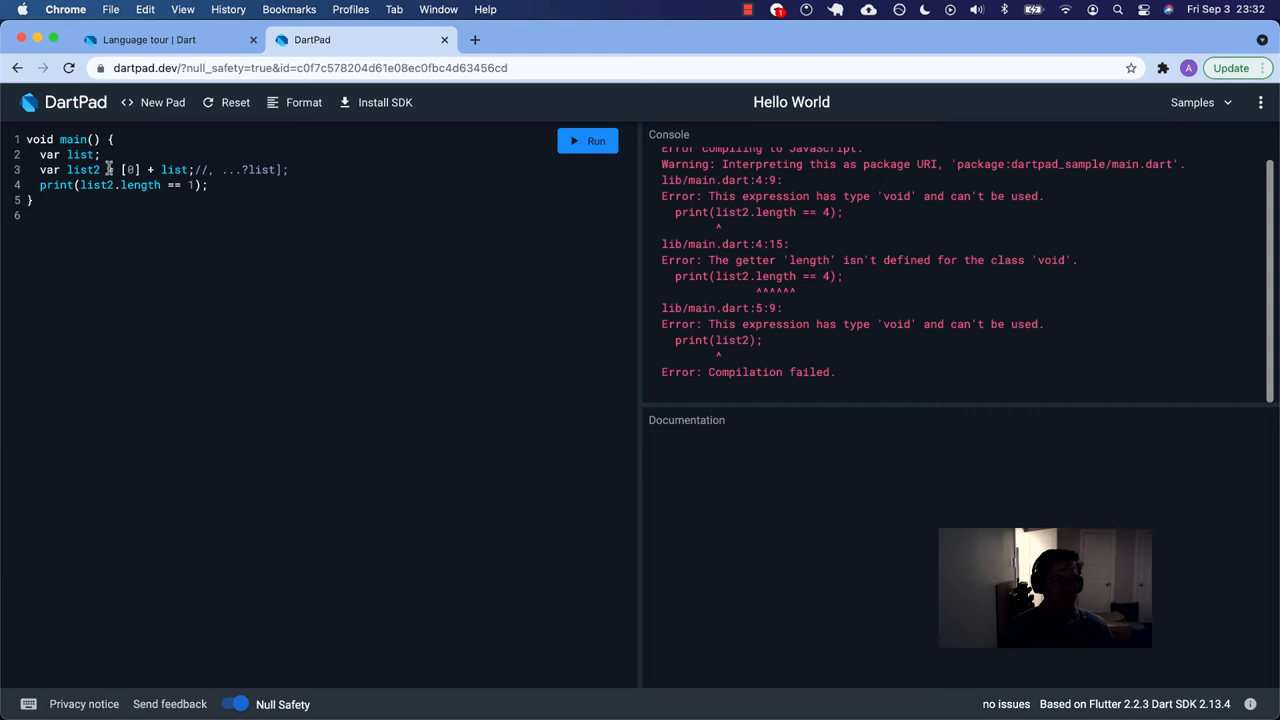 Chrome File Edit View History Bookmarks Profiles Tab Window Help 1 Fri Sep 3 23:32
Language tour | Dart
DartPad
dartpad.dev/?null_safety=true&id=c0f7c578204d61e08ec0fbc4d63456cd
A
Update
DartPad
<> New Pad
Reset
Format
Install SDK
Hello World
Samples
1 void main() {
2 var list;
3 var list2 = [0] + list;//, ...?list];
4 print(list2.length == 1);
5 }
6
Run
Console
Error compiling to JavaScript:
Warning: Interpreting this as package URI, 'package:dartpad_sample/main.dart'.
lib/main.dart:4:9:
Error: This expression has type 'void' and can't be used.
print(list2.length == 4);
^
lib/main.dart:4:15:
Error: The getter 'length' isn't defined for the class 'void'.
print(list2.length == 4);
^^^^^^
lib/main.dart:5:9:
Error: This expression has type 'void' and can't be used.
print(list2);
^
Error: Compilation failed.
Documentation
Privacy notice
Send feedback
Null Safety
no issues
Based on Flutter 2.2.3 Dart SDK 2.13.4